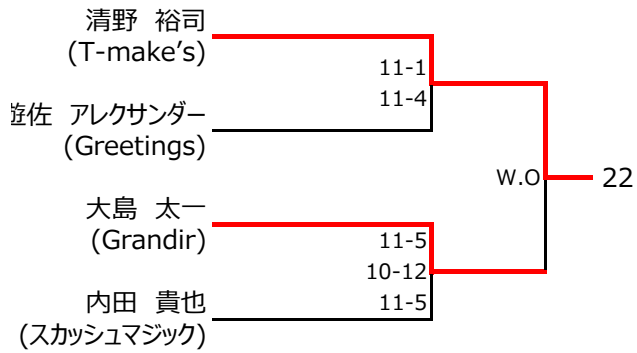 清野 裕司
(T-make's)
11-1
11-4
遊佐 アレクサンダー
(Greetings)
W.O
22
大島 太一
(Grandir)
11-5
10-12
11-5
内田 貴也
(スカッシュマジック)